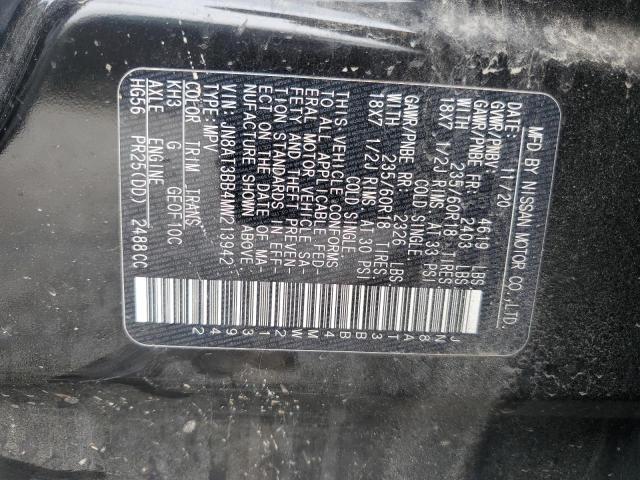 MFD BY NISSAN MOTOR CO.,LTD.
11/20
GVWR/PNBV: 4619 LBS
GAWR/PNBE FR: 2403 LBS
WITH 235/60R18 TIRES
18X7 1/2J RIMS, AT 33 PSI
COLD SINGLE
GAWR/PNBE RR: 2326 LBS
WITH 235/60R18 TIRES
18X7 1/2J RIMS, AT 30 PSI
COLD SINGLE
THIS VEHICLE CONFORMS
TO ALL APPLICABLE FED-
ERAL MOTOR VEHICLE SA-
FETY AND THEFT PREVEN-
TION STANDARDS IN EFF-
ECT ON THE DATE OF MA-
NUFACTURE SHOWN ABOVE
VIN: JN8AT3BB4MW213942
TYPE: MPV
COLOR TRIM TRANS
KH3 G GE0F10C
AXLE ENGINE
HG56 PR25(DD) 2488CC
JN8AT3BB4MW213942